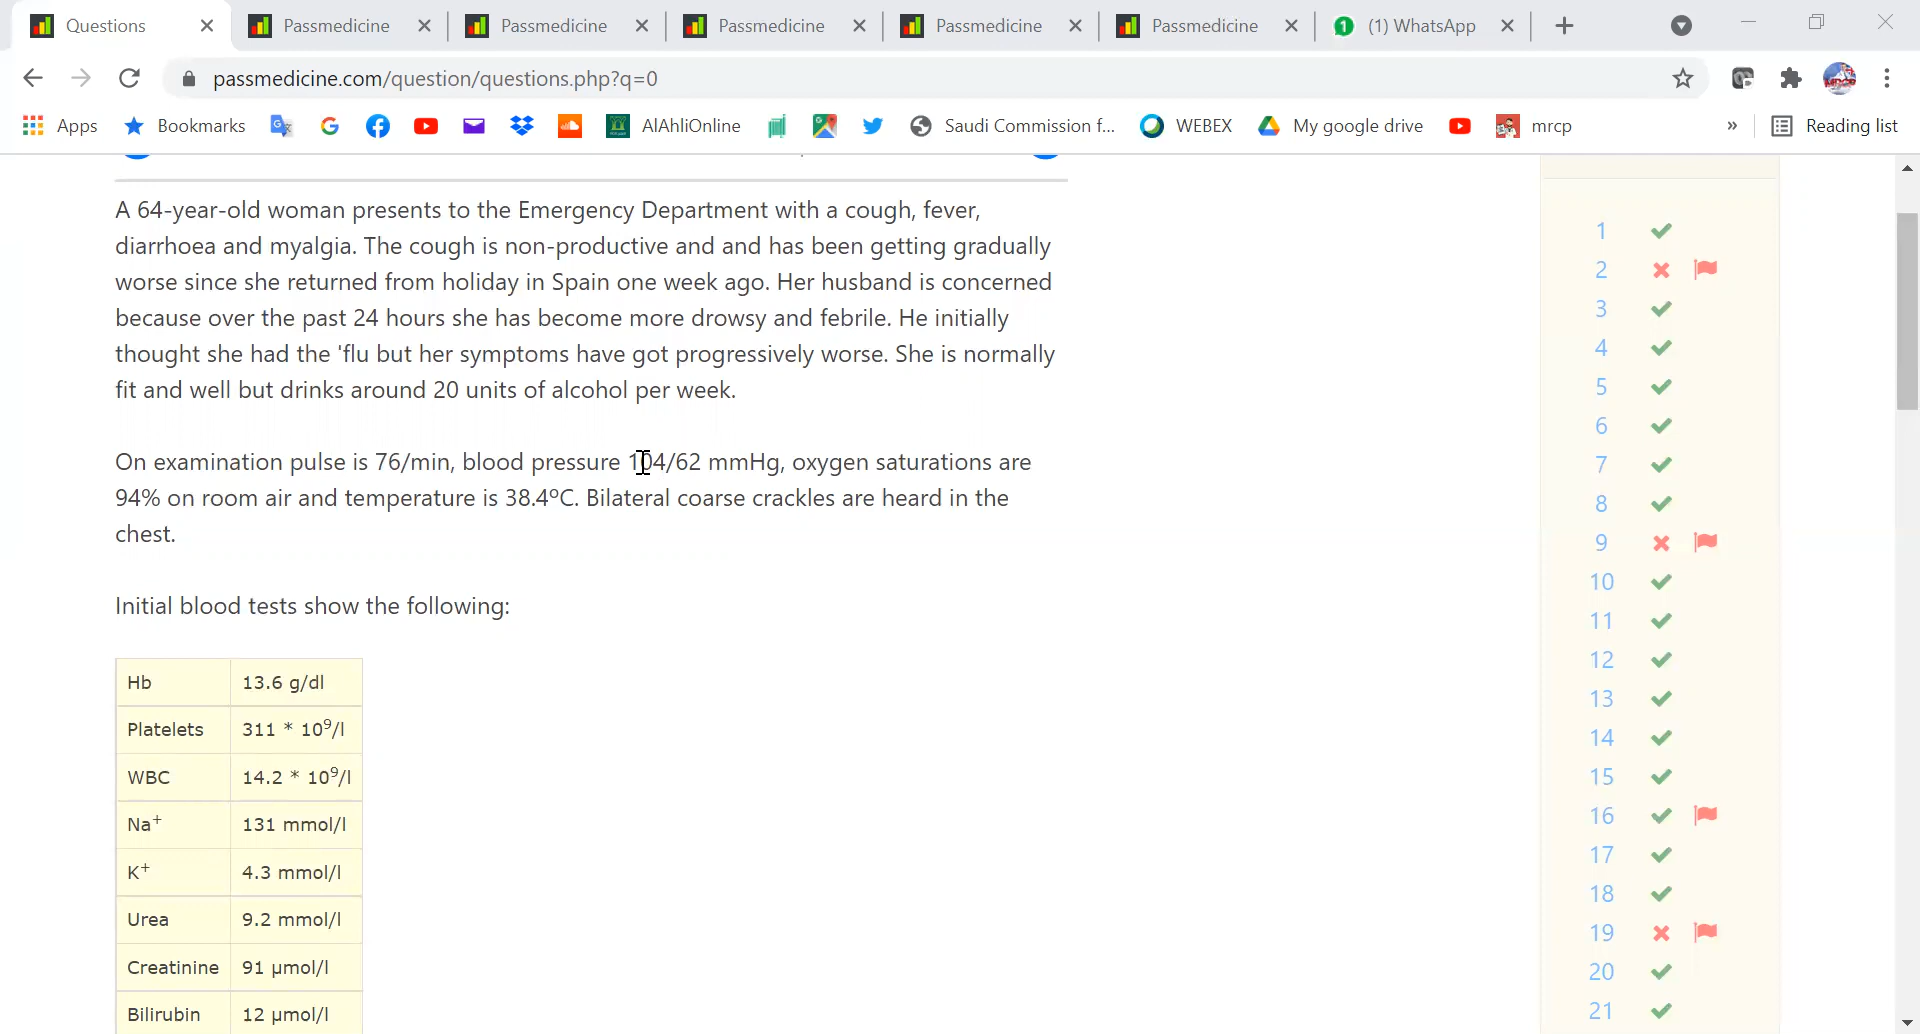 Questions
Passmedicine
Passmedicine
Passmedicine
Passmedicine
Passmedicine
1 (1) WhatsApp
passmedicine.com/question/questions.php?q=0
Apps
Bookmarks
AlAhliOnline
Saudi Commission f...
WEBEX
My google drive
mrcp
»
Reading list
A 64-year-old woman presents to the Emergency Department with a cough, fever,
diarrhoea and myalgia. The cough is non-productive and and has been getting gradually
worse since she returned from holiday in Spain one week ago. Her husband is concerned
because over the past 24 hours she has become more drowsy and febrile. He initially
thought she had the 'flu but her symptoms have got progressively worse. She is normally
fit and well but drinks around 20 units of alcohol per week.
On examination pulse is 76/min, blood pressure 104/62 mmHg, oxygen saturations are
94% on room air and temperature is 38.4ºC. Bilateral coarse crackles are heard in the
chest.
Initial blood tests show the following:
Hb 13.6 g/dl
Platelets 311 * 10⁹/l
WBC 14.2 * 10⁹/l
Na⁺ 131 mmol/l
K⁺ 4.3 mmol/l
Urea 9.2 mmol/l
Creatinine 91 µmol/l
Bilirubin 12 µmol/l
1
2
3
4
5
6
7
8
9
10
11
12
13
14
15
16
17
18
19
20
21